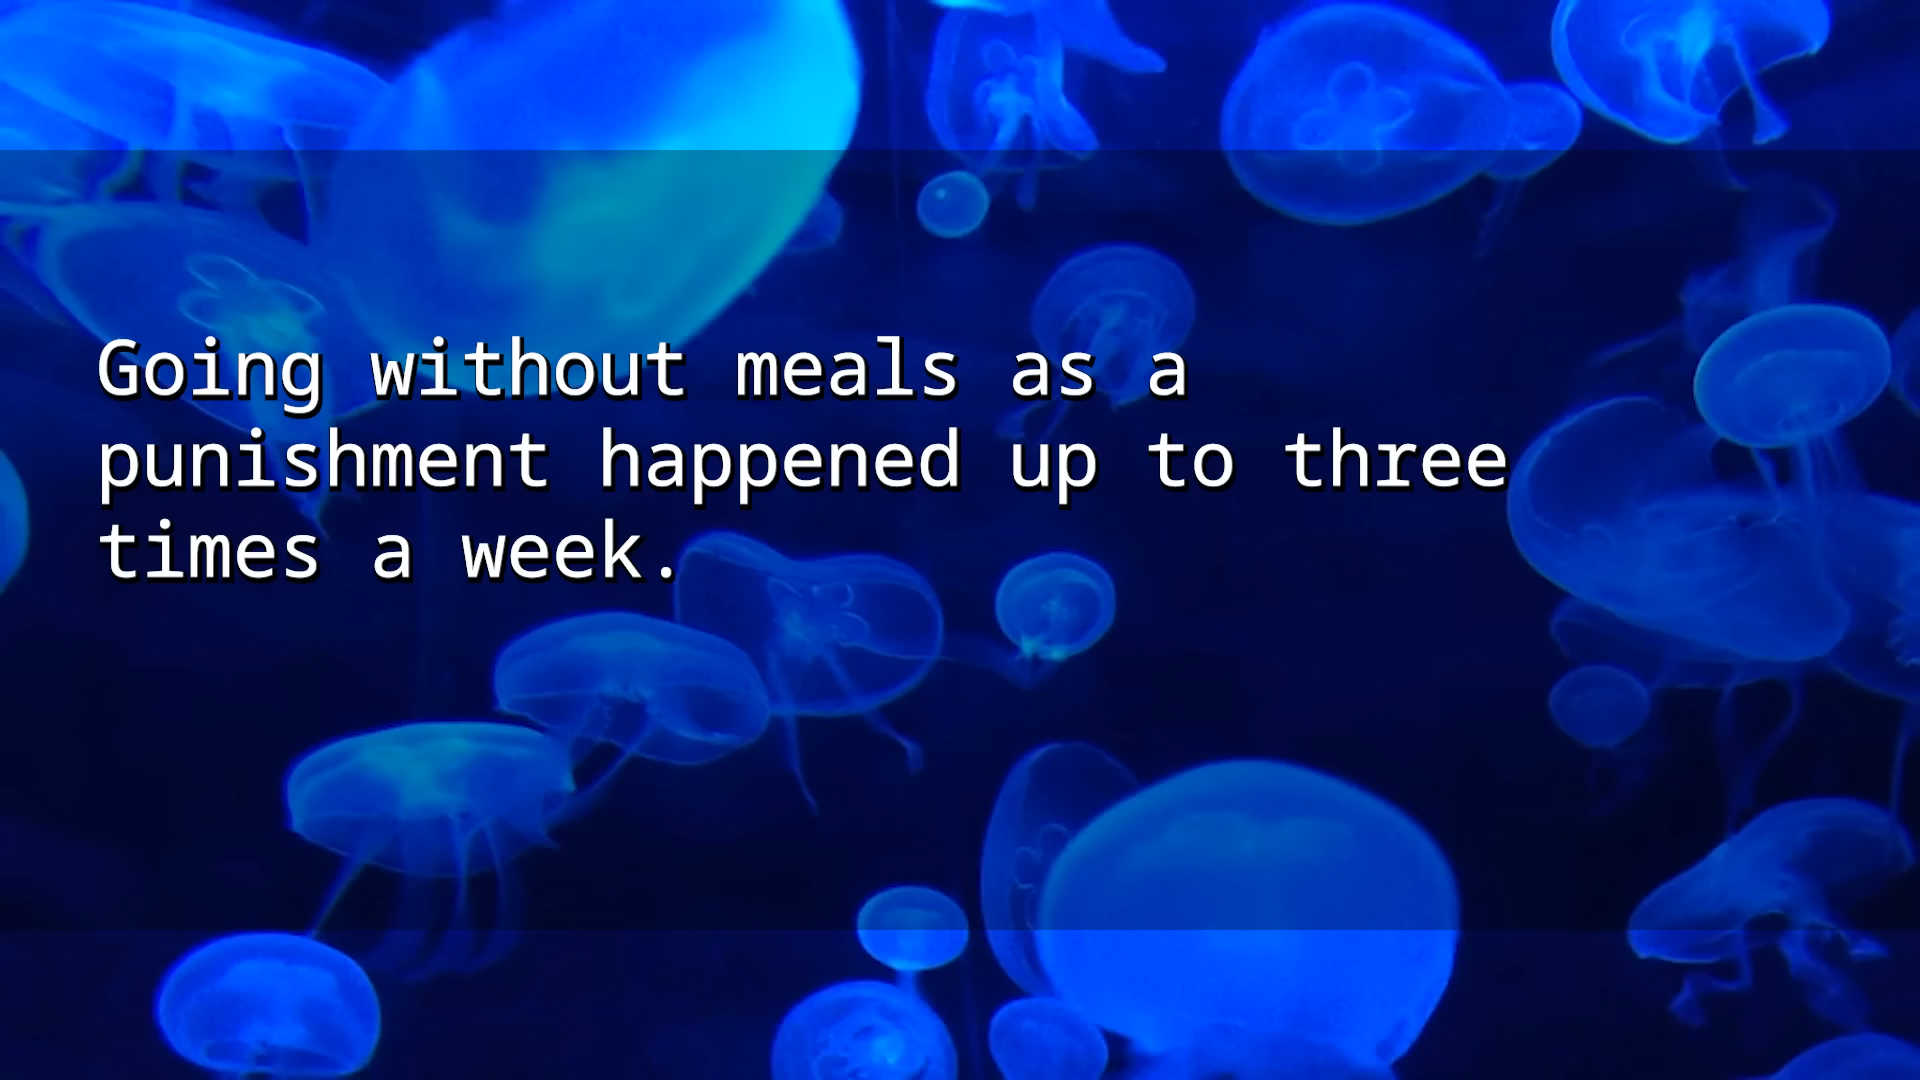 Going without meals as a
punishment happened up to three
times a week.